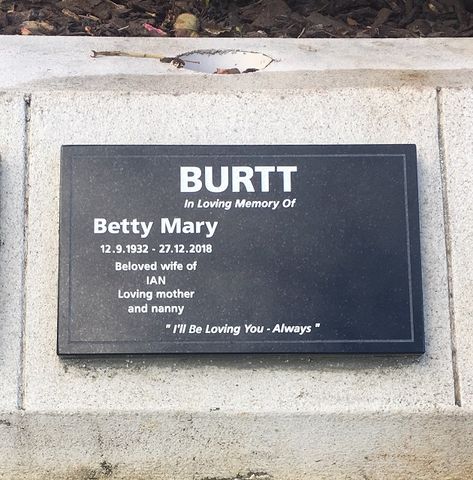 BURTT
In Loving Memory Of
Betty Mary
12.9.1932 - 27.12.2018
Beloved wife of
IAN
Loving mother
and nanny
" I'll Be Loving You - Always "